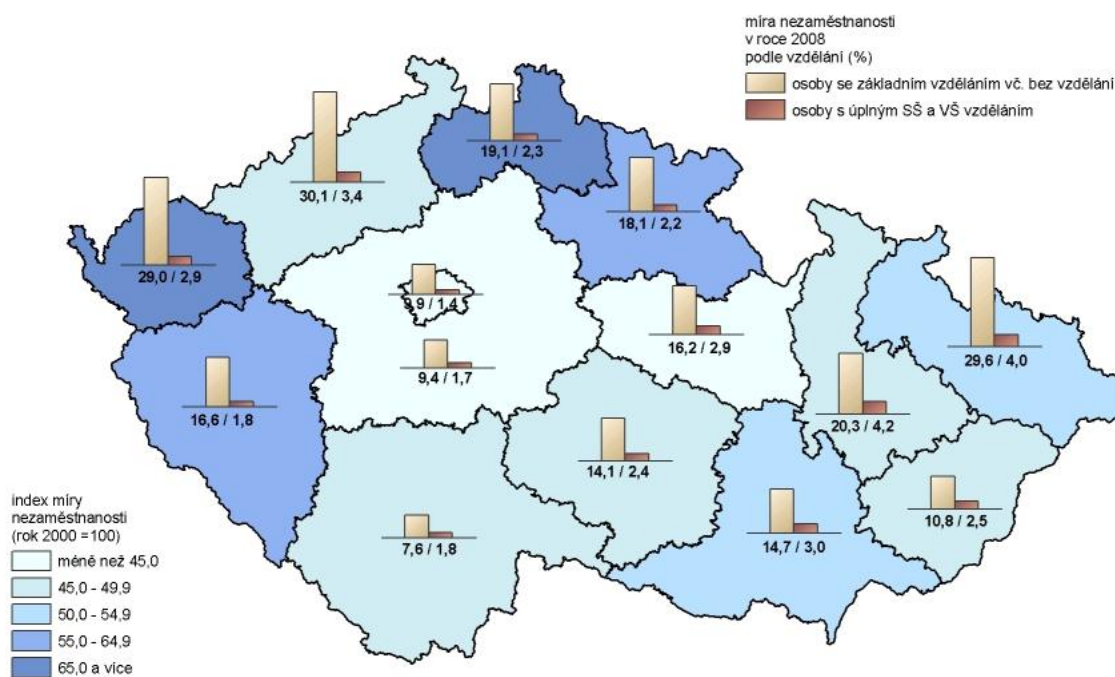 míra nezaměstnanosti
v roce 2008
podle vzdělání (%)
osoby se základním vzděláním vč. bez vzdělání
osoby s úplným SŠ a VŠ vzděláním
30,1 / 3,4
19,1 / 2,3
18,1 / 2,2
29,0 / 2,9
9,9 / 1,4
16,2 / 2,9
29,6 / 4,0
9,4 / 1,7
16,6 / 1,8
20,3 / 4,2
14,1 / 2,4
10,8 / 2,5
7,6 / 1,8
14,7 / 3,0
index míry
nezaměstnanosti
(rok 2000 =100)
méně než 45,0
45,0 - 49,9
50,0 - 54,9
55,0 - 64,9
65,0 a více